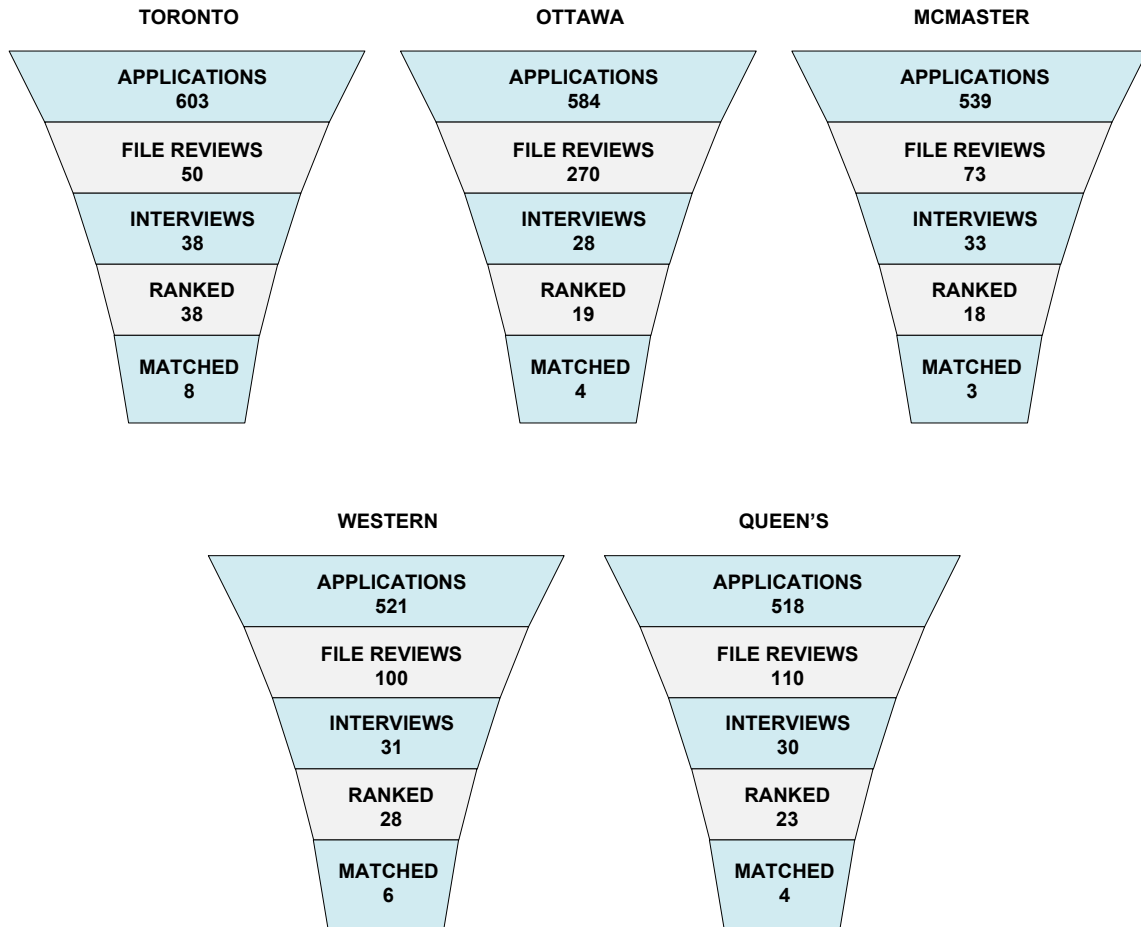 TORONTO
APPLICATIONS
603
FILE REVIEWS
50
INTERVIEWS
38
RANKED
38
MATCHED
8
OTTAWA
APPLICATIONS
584
FILE REVIEWS
270
INTERVIEWS
28
RANKED
19
MATCHED
4
MCMASTER
APPLICATIONS
539
FILE REVIEWS
73
INTERVIEWS
33
RANKED
18
MATCHED
3
WESTERN
APPLICATIONS
521
FILE REVIEWS
100
INTERVIEWS
31
RANKED
28
MATCHED
6
QUEEN’S
APPLICATIONS
518
FILE REVIEWS
110
INTERVIEWS
30
RANKED
23
MATCHED
4